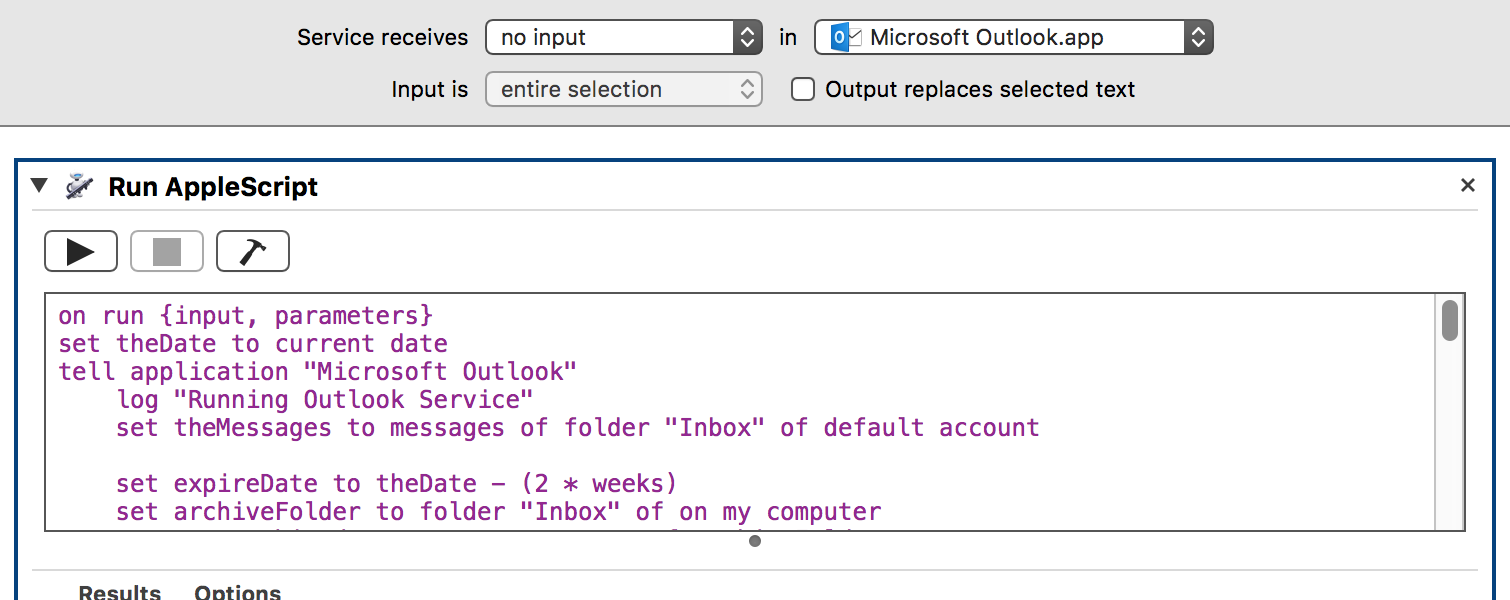 Service receives no input in Microsoft Outlook.app
Input is entire selection Output replaces selected text
Run AppleScript
on run {input, parameters}
set theDate to current date
tell application "Microsoft Outlook"
log "Running Outlook Service"
set theMessages to messages of folder "Inbox" of default account
set expireDate to theDate - (2 * weeks)
set archiveFolder to folder "Inbox" of on my computer
Results Options